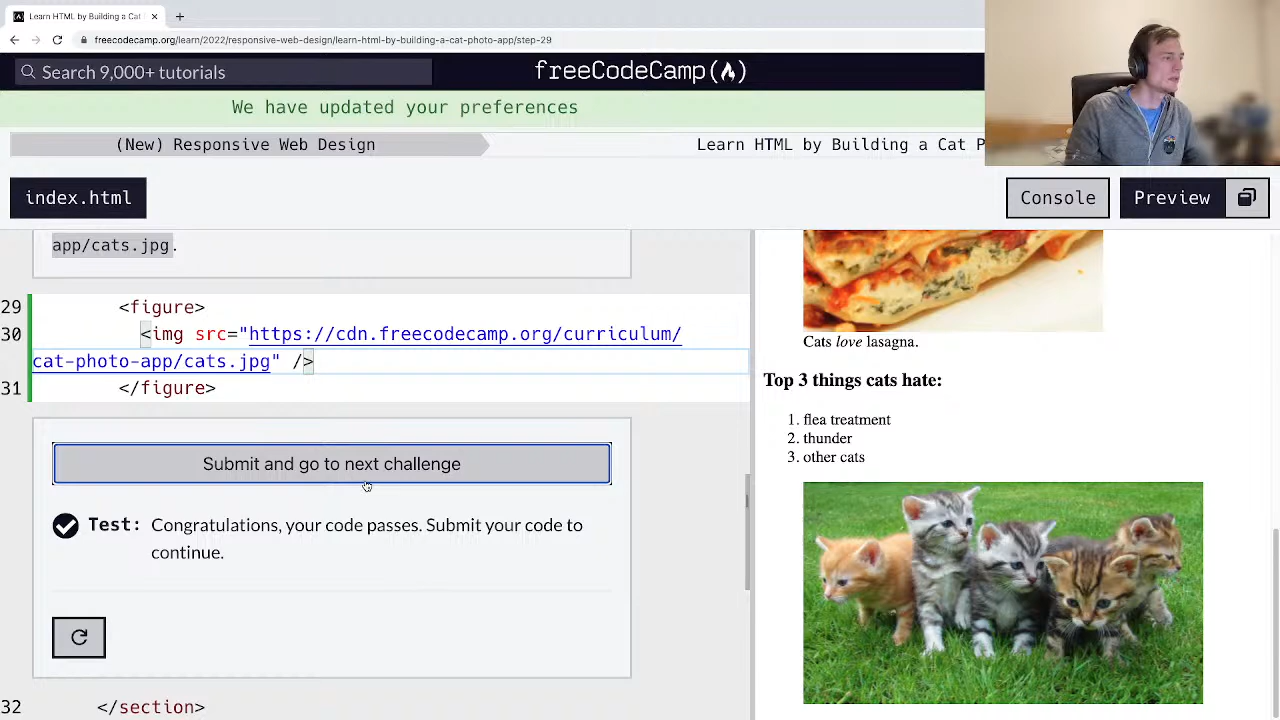 Learn HTML by Building a Cat
freecodecamp.org/learn/2022/responsive-web-design/learn-html-by-building-a-cat-photo-app/step-29
Search 9,000+ tutorials
freeCodeCamp
We have updated your preferences
(New) Responsive Web Design
Learn HTML by Building a Cat P
index.html
Console
Preview
app/cats.jpg.
29 <figure>
30 <img src="https://cdn.freecodecamp.org/curriculum/
cat-photo-app/cats.jpg" />
31 </figure>
Submit and go to next challenge
Test: Congratulations, your code passes. Submit your code to
continue.
32 </section>
Cats love lasagna.
Top 3 things cats hate:
1. flea treatment
2. thunder
3. other cats